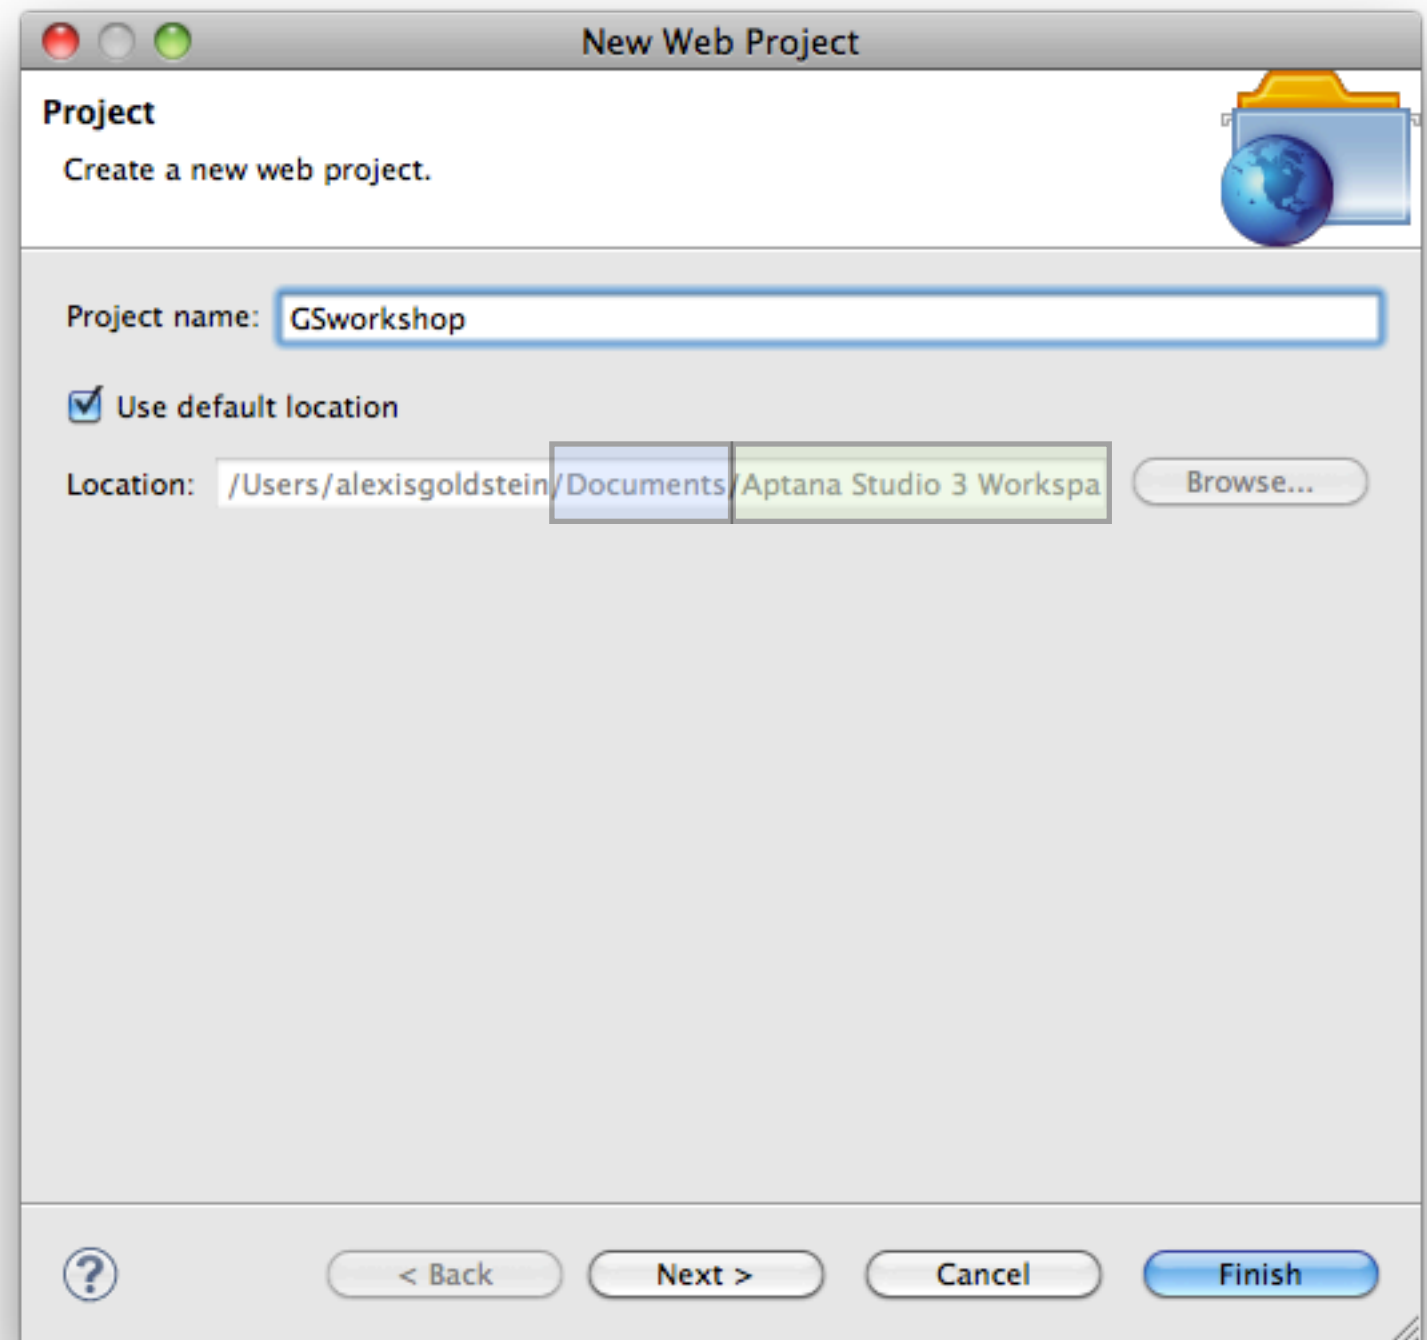 New Web Project
Project
Create a new web project.
Project name: GSworkshop
Use default location
Location: /Users/alexisgoldstein/Documents/Aptana Studio 3 Workspa Browse...
? < Back Next > Cancel Finish